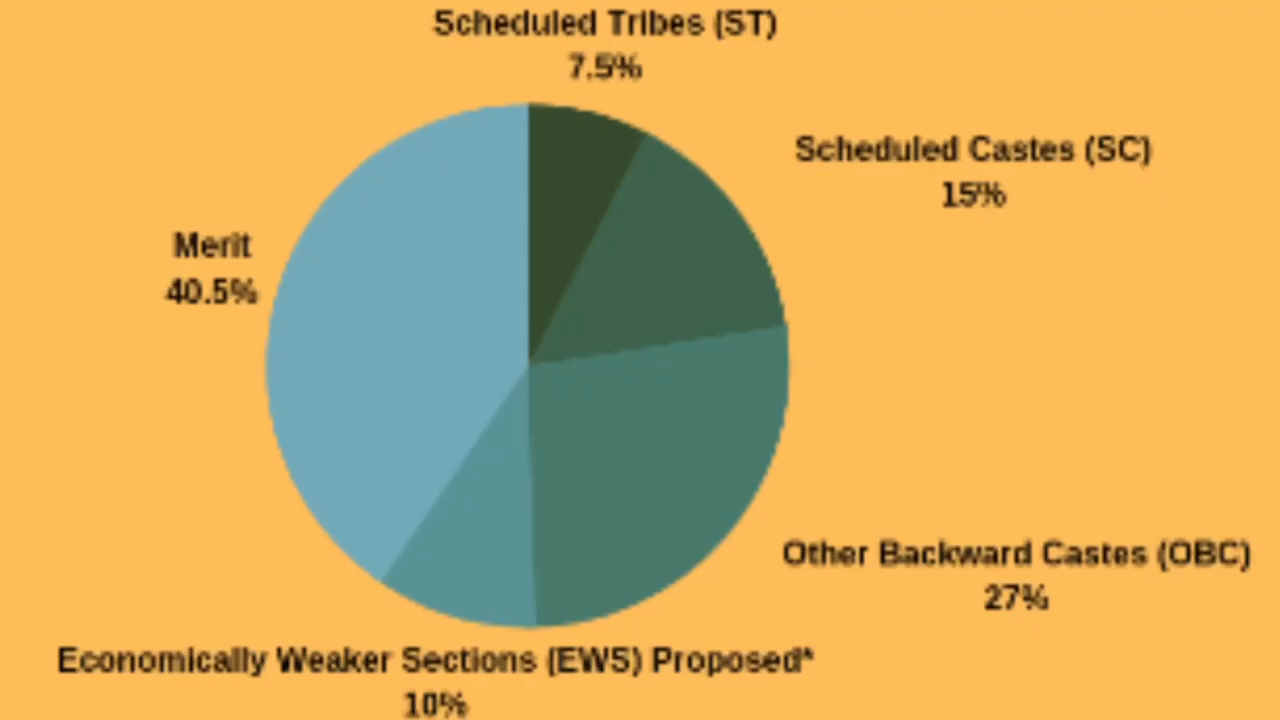 Scheduled Tribes (ST)
7.5%
Scheduled Castes (SC)
15%
Merit
40.5%
Other Backward Castes (OBC)
27%
Economically Weaker Sections (EWS) Proposed*
10%